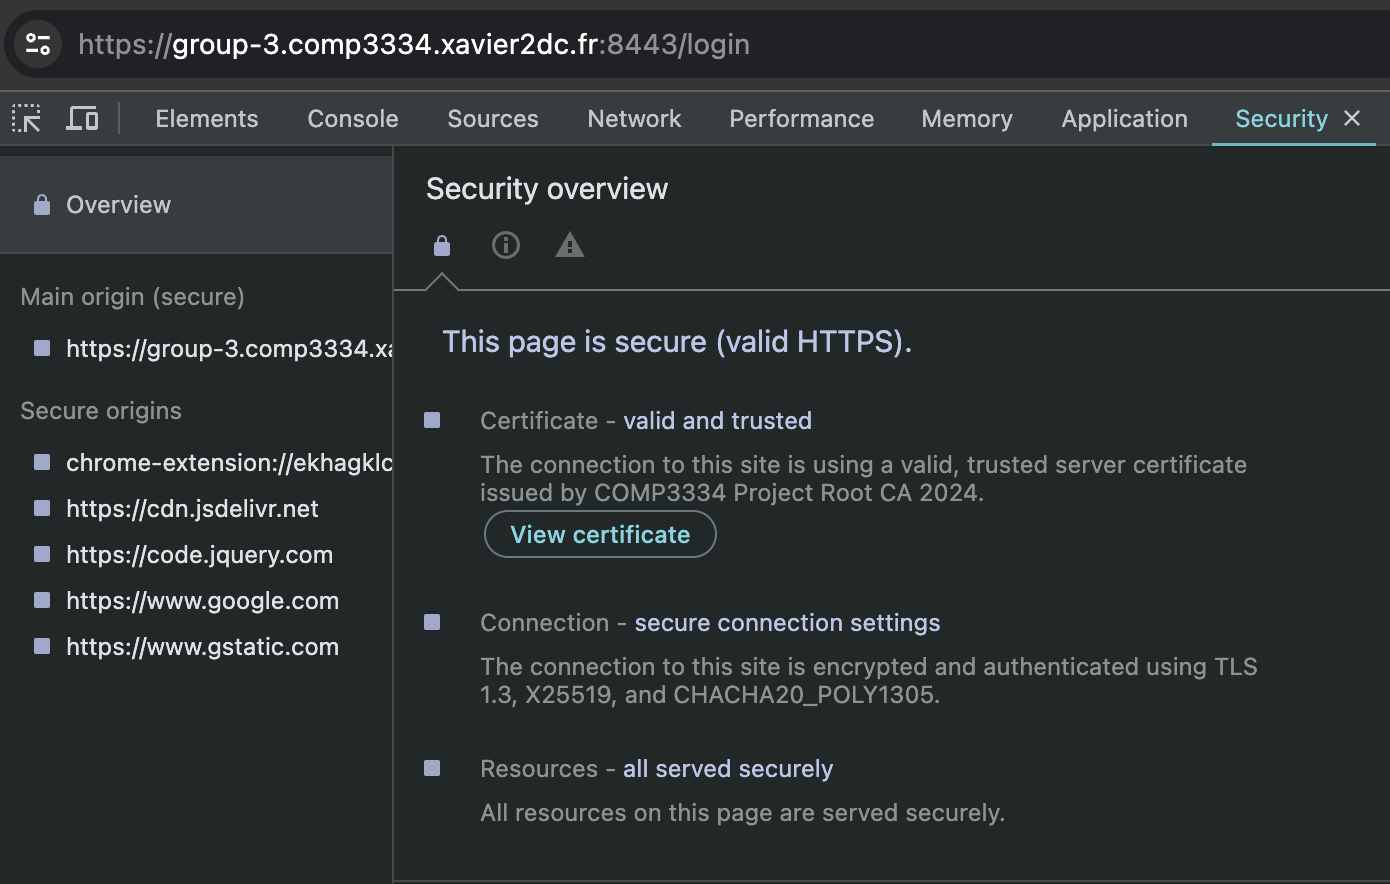 https://group-3.comp3334.xavier2dc.fr:8443/login
Elements Console Sources Network Performance Memory Application Security
Overview
Main origin (secure)
https://group-3.comp3334.xa
Secure origins
chrome-extension://ekhagklc
https://cdn.jsdelivr.net
https://code.jquery.com
https://www.google.com
https://www.gstatic.com
Security overview
This page is secure (valid HTTPS).
Certificate - valid and trusted
The connection to this site is using a valid, trusted server certificate
issued by COMP3334 Project Root CA 2024.
View certificate
Connection - secure connection settings
The connection to this site is encrypted and authenticated using TLS
1.3, X25519, and CHACHA20_POLY1305.
Resources - all served securely
All resources on this page are served securely.